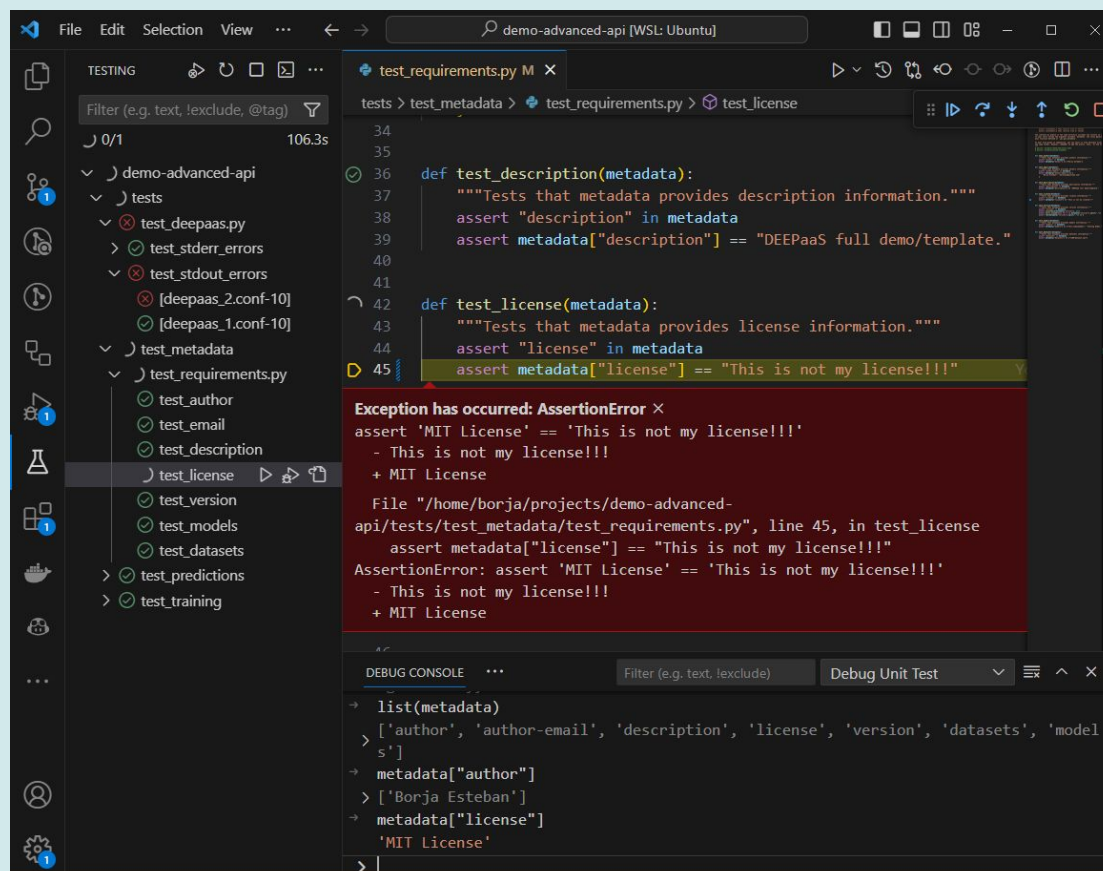 File Edit Selection View ··· demo-advanced-api [WSL: Ubuntu]
TESTING
Filter (e.g. text, !exclude, @tag)
0/1 106.3s
demo-advanced-api
tests
test_deepaas.py
test_stderr_errors
test_stdout_errors
[deepaas_2.conf-10]
[deepaas_1.conf-10]
test_metadata
test_requirements.py
test_author
test_email
test_description
test_license
test_version
test_models
test_datasets
test_predictions
test_training
1
1
1
1
test_requirements.py M
tests > test_metadata > test_requirements.py > test_license
34
35
36 def test_description(metadata):
37 """Tests that metadata provides description information."""
38 assert "description" in metadata
39 assert metadata["description"] == "DEEPaaS full demo/template."
40
41
42 def test_license(metadata):
43 """Tests that metadata provides license information."""
44 assert "license" in metadata
45 assert metadata["license"] == "This is not my license!!!"
Exception has occurred: AssertionError
assert 'MIT License' == 'This is not my license!!!'
- This is not my license!!!
+ MIT License
File "/home/borja/projects/demo-advanced-
api/tests/test_metadata/test_requirements.py", line 45, in test_license
assert metadata["license"] == "This is not my license!!!"
AssertionError: assert 'MIT License' == 'This is not my license!!!'
- This is not my license!!!
+ MIT License
DEBUG CONSOLE ··· Filter (e.g. text, !exclude) Debug Unit Test
list(metadata)
['author', 'author-email', 'description', 'license', 'version', 'datasets', 'model
s']
metadata["author"]
['Borja Esteban']
metadata["license"]
'MIT License'